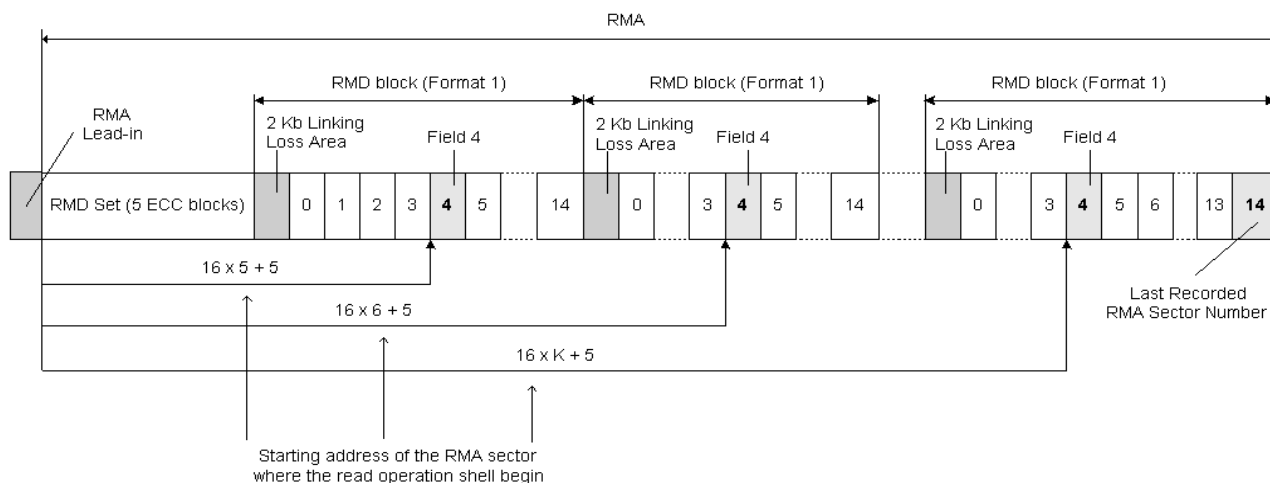 RMA
RMD block (Format 1)
RMD block (Format 1)
RMD block (Format 1)
RMA
Lead-in
2 Kb Linking
Loss Area
Field 4
2 Kb Linking
Loss Area
Field 4
2 Kb Linking
Loss Area
Field 4
RMD Set (5 ECC blocks) 0 1 2 3 4 5 14 0 3 4 5 14 0 3 4 5 6 13 14
16 x 5 + 5
16 x 6 + 5
16 x K + 5
Last Recorded
RMA Sector Number
Starting address of the RMA sector
where the read operation shell begin